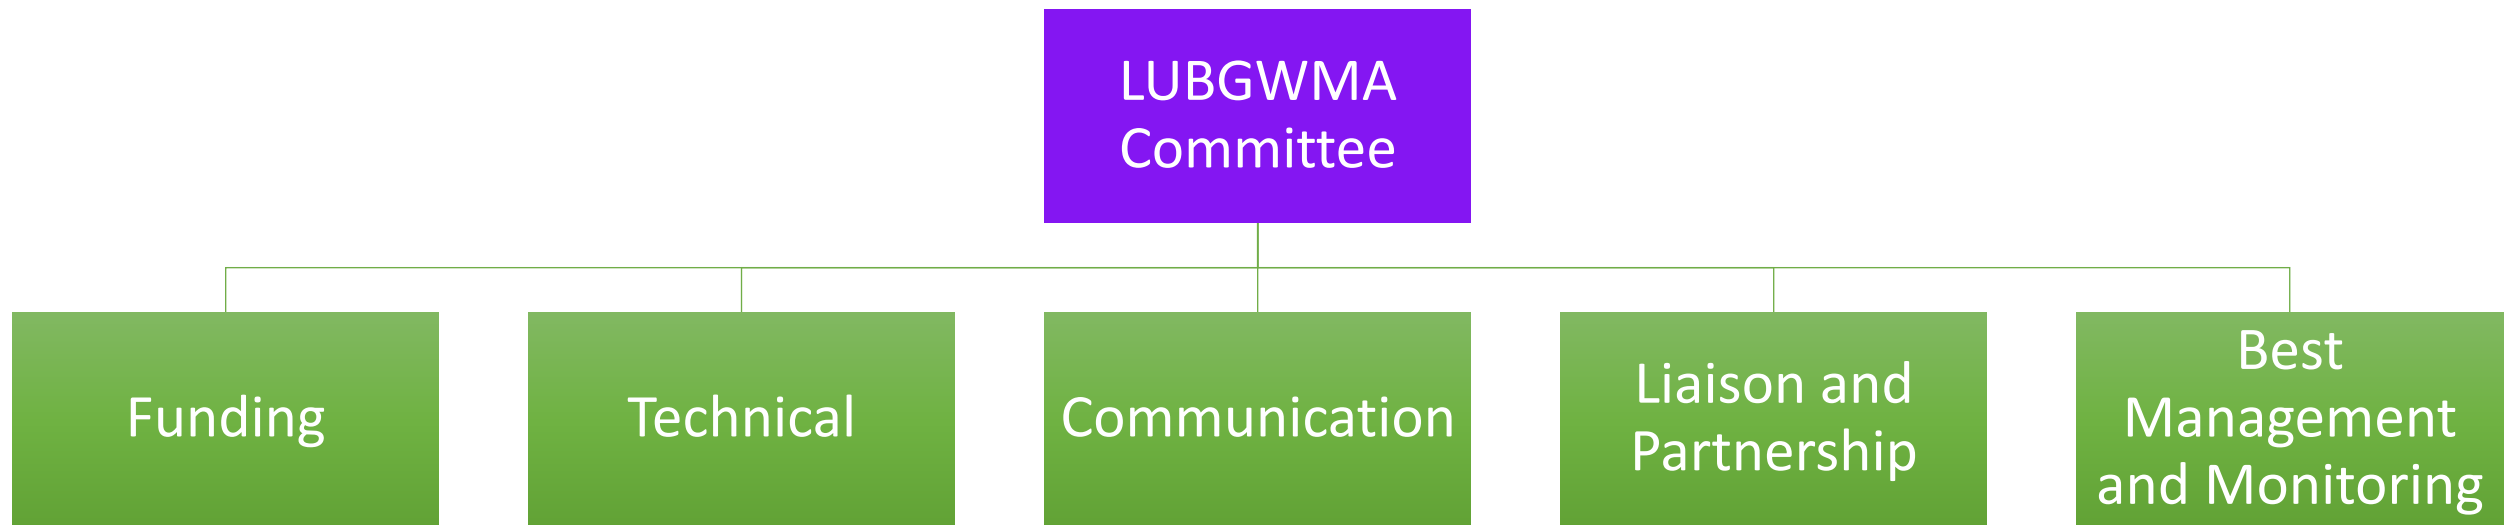 LUBGWMA
Committee
Funding
Technical
Communication
Liaison and
Partnership
Best
Management
and Monitoring